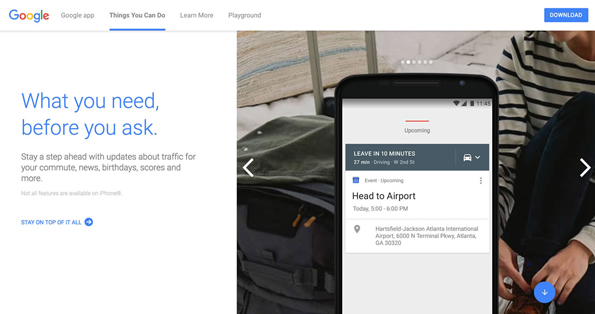 Google
Google app
Things You Can Do
Learn More
Playground
DOWNLOAD
What you need,
before you ask.
Stay a step ahead with updates about traffic for
your commute, news, birthdays, scores and
more.
Not all features are available on iPhone®.
STAY ON TOP OF IT ALL
11:45
Upcoming
LEAVE IN 10 MINUTES
27 min · Driving · W 2nd St
Event · Upcoming
Head to Airport
Today, 5:00 - 6:00 PM
Hartsfield-Jackson Atlanta International
Airport, 6000 N Terminal Pkwy, Atlanta,
GA 30320